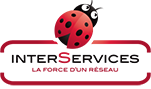 INTERSERVICES
LA FORCE D'UN RÉSEAU